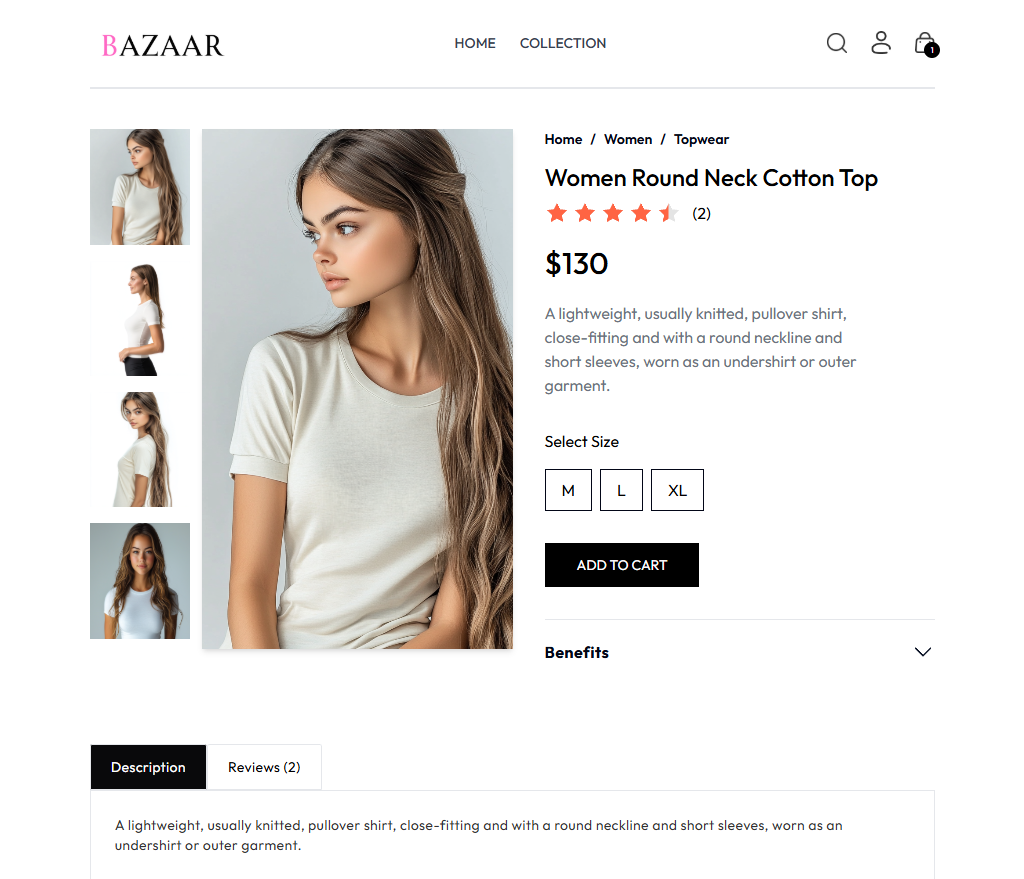 BAZAAR
HOME COLLECTION
1
Home / Women / Topwear
Women Round Neck Cotton Top
(2)
$130
A lightweight, usually knitted, pullover shirt,
close-fitting and with a round neckline and
short sleeves, worn as an undershirt or outer
garment.
Select Size
M L XL
ADD TO CART
Benefits
Description Reviews (2)
A lightweight, usually knitted, pullover shirt, close-fitting and with a round neckline and short sleeves, worn as an
undershirt or outer garment.